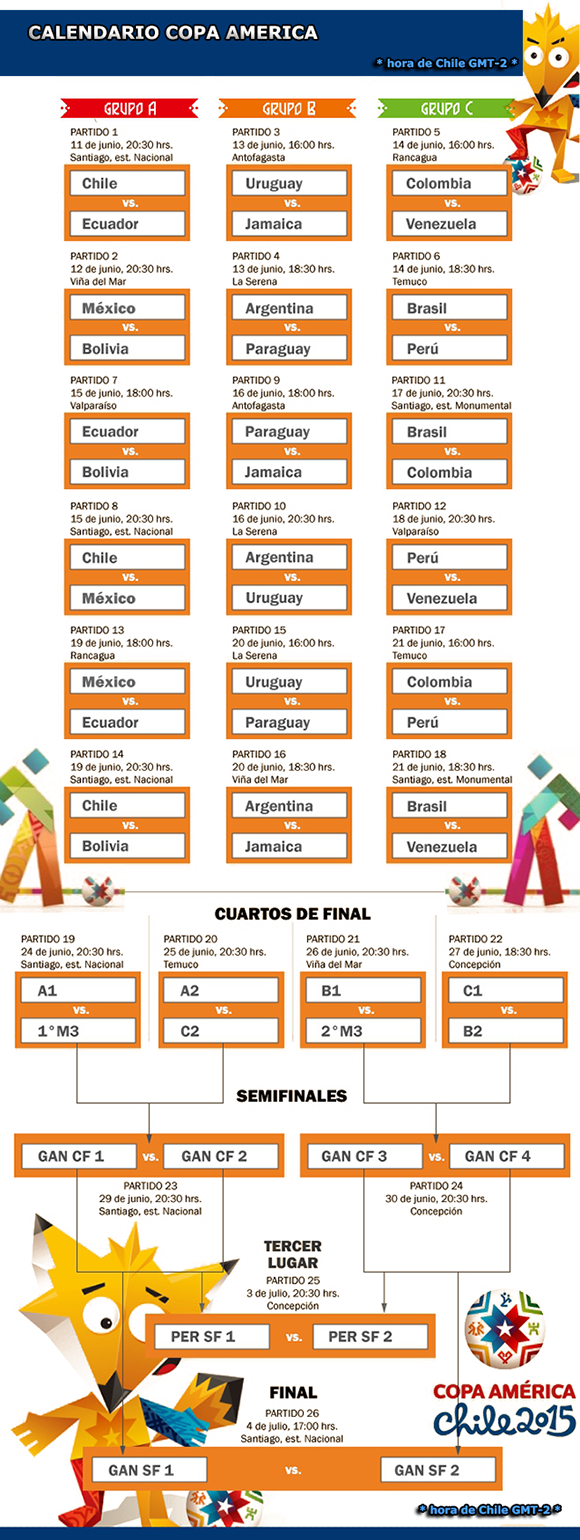 CALENDARIO COPA AMERICA
* hora de Chile GMT-2 *
GRUPO A
PARTIDO 1
11 de junio, 20:30 hrs.
Santiago, est. Nacional
Chile
vs.
Ecuador
PARTIDO 2
12 de junio, 20:30 hrs.
Viña del Mar
México
vs.
Bolivia
PARTIDO 7
15 de junio, 18:00 hrs.
Valparaíso
Ecuador
vs.
Bolivia
PARTIDO 8
15 de junio, 20:30 hrs.
Santiago, est. Nacional
Chile
vs.
México
PARTIDO 13
19 de junio, 18:00 hrs.
Rancagua
México
vs.
Ecuador
PARTIDO 14
19 de junio, 20:30 hrs.
Santiago, est. Nacional
Chile
vs.
Bolivia
GRUPO B
PARTIDO 3
13 de junio, 16:00 hrs.
Antofagasta
Uruguay
vs.
Jamaica
PARTIDO 4
13 de junio, 18:30 hrs.
La Serena
Argentina
vs.
Paraguay
PARTIDO 9
16 de junio, 18:00 hrs.
Antofagasta
Paraguay
vs.
Jamaica
PARTIDO 10
16 de junio, 20:30 hrs.
La Serena
Argentina
vs.
Uruguay
PARTIDO 15
20 de junio, 16:00 hrs.
La Serena
Uruguay
vs.
Paraguay
PARTIDO 16
20 de junio, 18:30 hrs.
Viña del Mar
Argentina
vs.
Jamaica
GRUPO C
PARTIDO 5
14 de junio, 16:00 hrs.
Rancagua
Colombia
vs.
Venezuela
PARTIDO 6
14 de junio, 18:30 hrs.
Temuco
Brasil
vs.
Perú
PARTIDO 11
17 de junio, 20:30 hrs.
Santiago, est. Monumental
Brasil
vs.
Colombia
PARTIDO 12
18 de junio, 20:30 hrs.
Valparaíso
Perú
vs.
Venezuela
PARTIDO 17
21 de junio, 16:00 hrs.
Temuco
Colombia
vs.
Perú
PARTIDO 18
21 de junio, 18:30 hrs.
Santiago, est. Monumental
Brasil
vs.
Venezuela
CUARTOS DE FINAL
PARTIDO 19
24 de junio, 20:30 hrs.
Santiago, est. Nacional
A1
vs.
1°M3
PARTIDO 20
25 de junio, 20:30 hrs.
Temuco
A2
vs.
C2
PARTIDO 21
26 de junio, 20:30 hrs.
Viña del Mar
B1
vs.
2°M3
PARTIDO 22
27 de junio, 18:30 hrs.
Concepción
C1
vs.
B2
SEMIFINALES
GAN CF 1 vs. GAN CF 2
PARTIDO 23
29 de junio, 20:30 hrs.
Santiago, est. Nacional
GAN CF 3 vs. GAN CF 4
PARTIDO 24
30 de junio, 20:30 hrs.
Concepción
TERCER
LUGAR
PARTIDO 25
3 de julio, 20:30 hrs.
Concepción
PER SF 1 vs. PER SF 2
FINAL
PARTIDO 26
4 de julio, 17:00 hrs.
Santiago, est. Nacional
GAN SF 1 vs. GAN SF 2
COPA AMÉRICA
Chile2015
* hora de Chile GMT-2 *